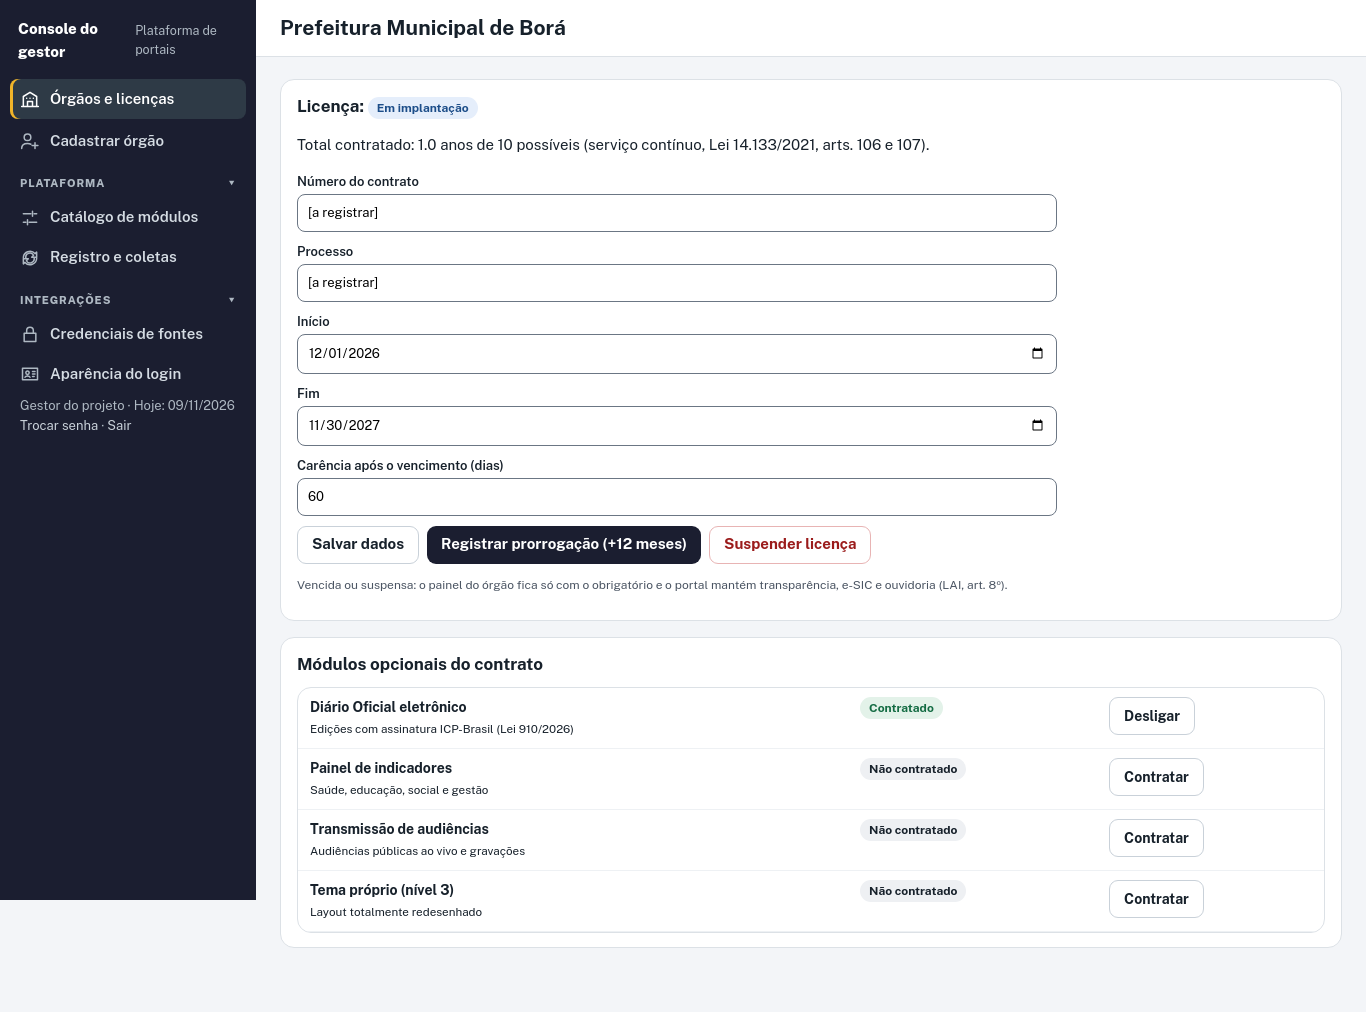 Console do gestor
Plataforma de portais
Órgãos e licenças
Cadastrar órgão
PLATAFORMA
Catálogo de módulos
Registro e coletas
INTEGRAÇÕES
Credenciais de fontes
Aparência do login
Gestor do projeto · Hoje: 09/11/2026
Trocar senha · Sair
Prefeitura Municipal de Borá
Licença: Em implantação
Total contratado: 1.0 anos de 10 possíveis (serviço contínuo, Lei 14.133/2021, arts. 106 e 107).
Número do contrato
[a registrar]
Processo
[a registrar]
Início
12/01/2026
Fim
11/30/2027
Carência após o vencimento (dias)
60
Salvar dados
Registrar prorrogação (+12 meses)
Suspender licença
Vencida ou suspensa: o painel do órgão fica só com o obrigatório e o portal mantém transparência, e-SIC e ouvidoria (LAI, art. 8º).
Módulos opcionais do contrato
Diário Oficial eletrônico
Edições com assinatura ICP-Brasil (Lei 910/2026)
Contratado
Desligar
Painel de indicadores
Saúde, educação, social e gestão
Não contratado
Contratar
Transmissão de audiências
Audiências públicas ao vivo e gravações
Não contratado
Contratar
Tema próprio (nível 3)
Layout totalmente redesenhado
Não contratado
Contratar